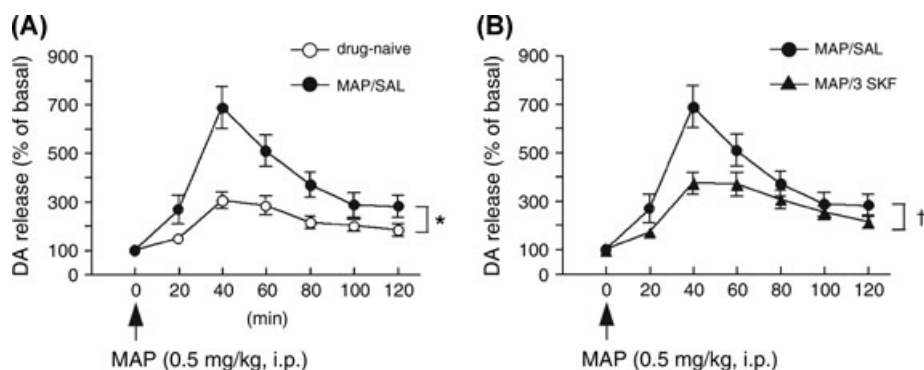 (A)
DA release (% of basal)
900
700
500
300
100
0 20 40 60 80 100 120
(min)
drug-naive
MAP/SAL
*
MAP (0.5 mg/kg, i.p.)
(B)
DA release (% of basal)
900
700
500
300
100
0 20 40 60 80 100 120
MAP/SAL
MAP/3 SKF
†
MAP (0.5 mg/kg, i.p.)